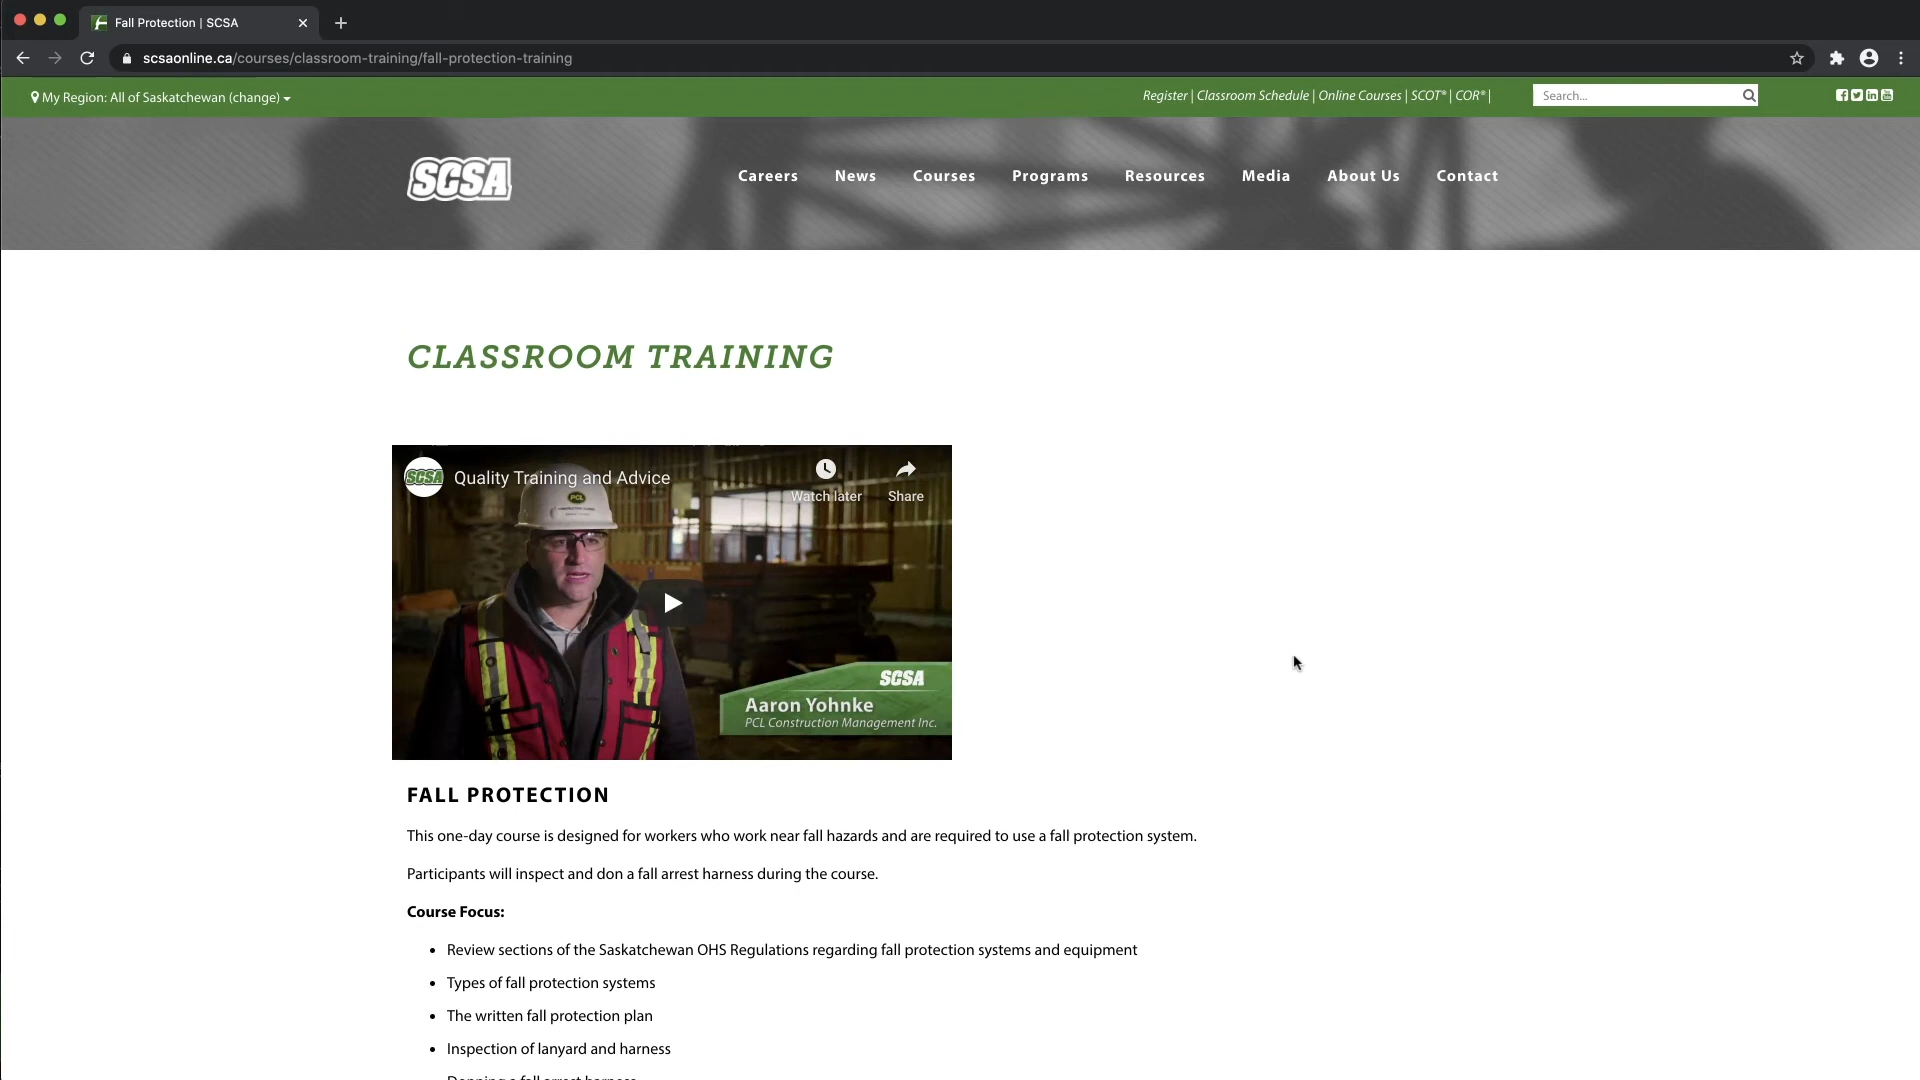 Fall Protection | SCSA
scsaonline.ca/courses/classroom-training/fall-protection-training
My Region: All of Saskatchewan (change)
Register | Classroom Schedule | Online Courses | SCOT® | COR® |
Search...
SCSA
Careers News Courses Programs Resources Media About Us Contact
CLASSROOM TRAINING
SCSA
Quality Training and Advice
Watch later
Share
PCL
SCSA
Aaron Yohnke
PCL Construction Management Inc.
FALL PROTECTION
This one-day course is designed for workers who work near fall hazards and are required to use a fall protection system.
Participants will inspect and don a fall arrest harness during the course.
Course Focus:
• Review sections of the Saskatchewan OHS Regulations regarding fall protection systems and equipment
• Types of fall protection systems
• The written fall protection plan
• Inspection of lanyard and harness
• Donning a fall arrest harness